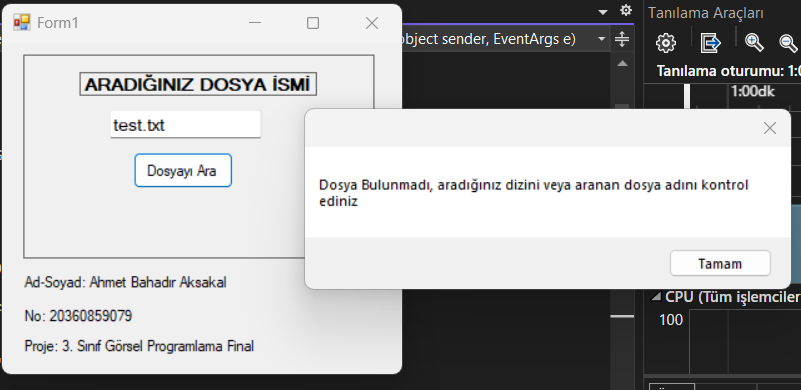 Form1
ARADIĞINIZ DOSYA İSMİ
test.txt
Dosyayı Ara
Ad-Soyad: Ahmet Bahadır Aksakal
No: 20360859079
Proje: 3. Sınıf Görsel Programlama Final
object sender, EventArgs e)
Dosya Bulunmadı, aradığınız dizini veya aranan dosya adını kontrol
ediniz
Tamam
Tanılama Araçları
Tanılama oturumu: 1:0
1:00dk
CPU (Tüm işlemciler
100